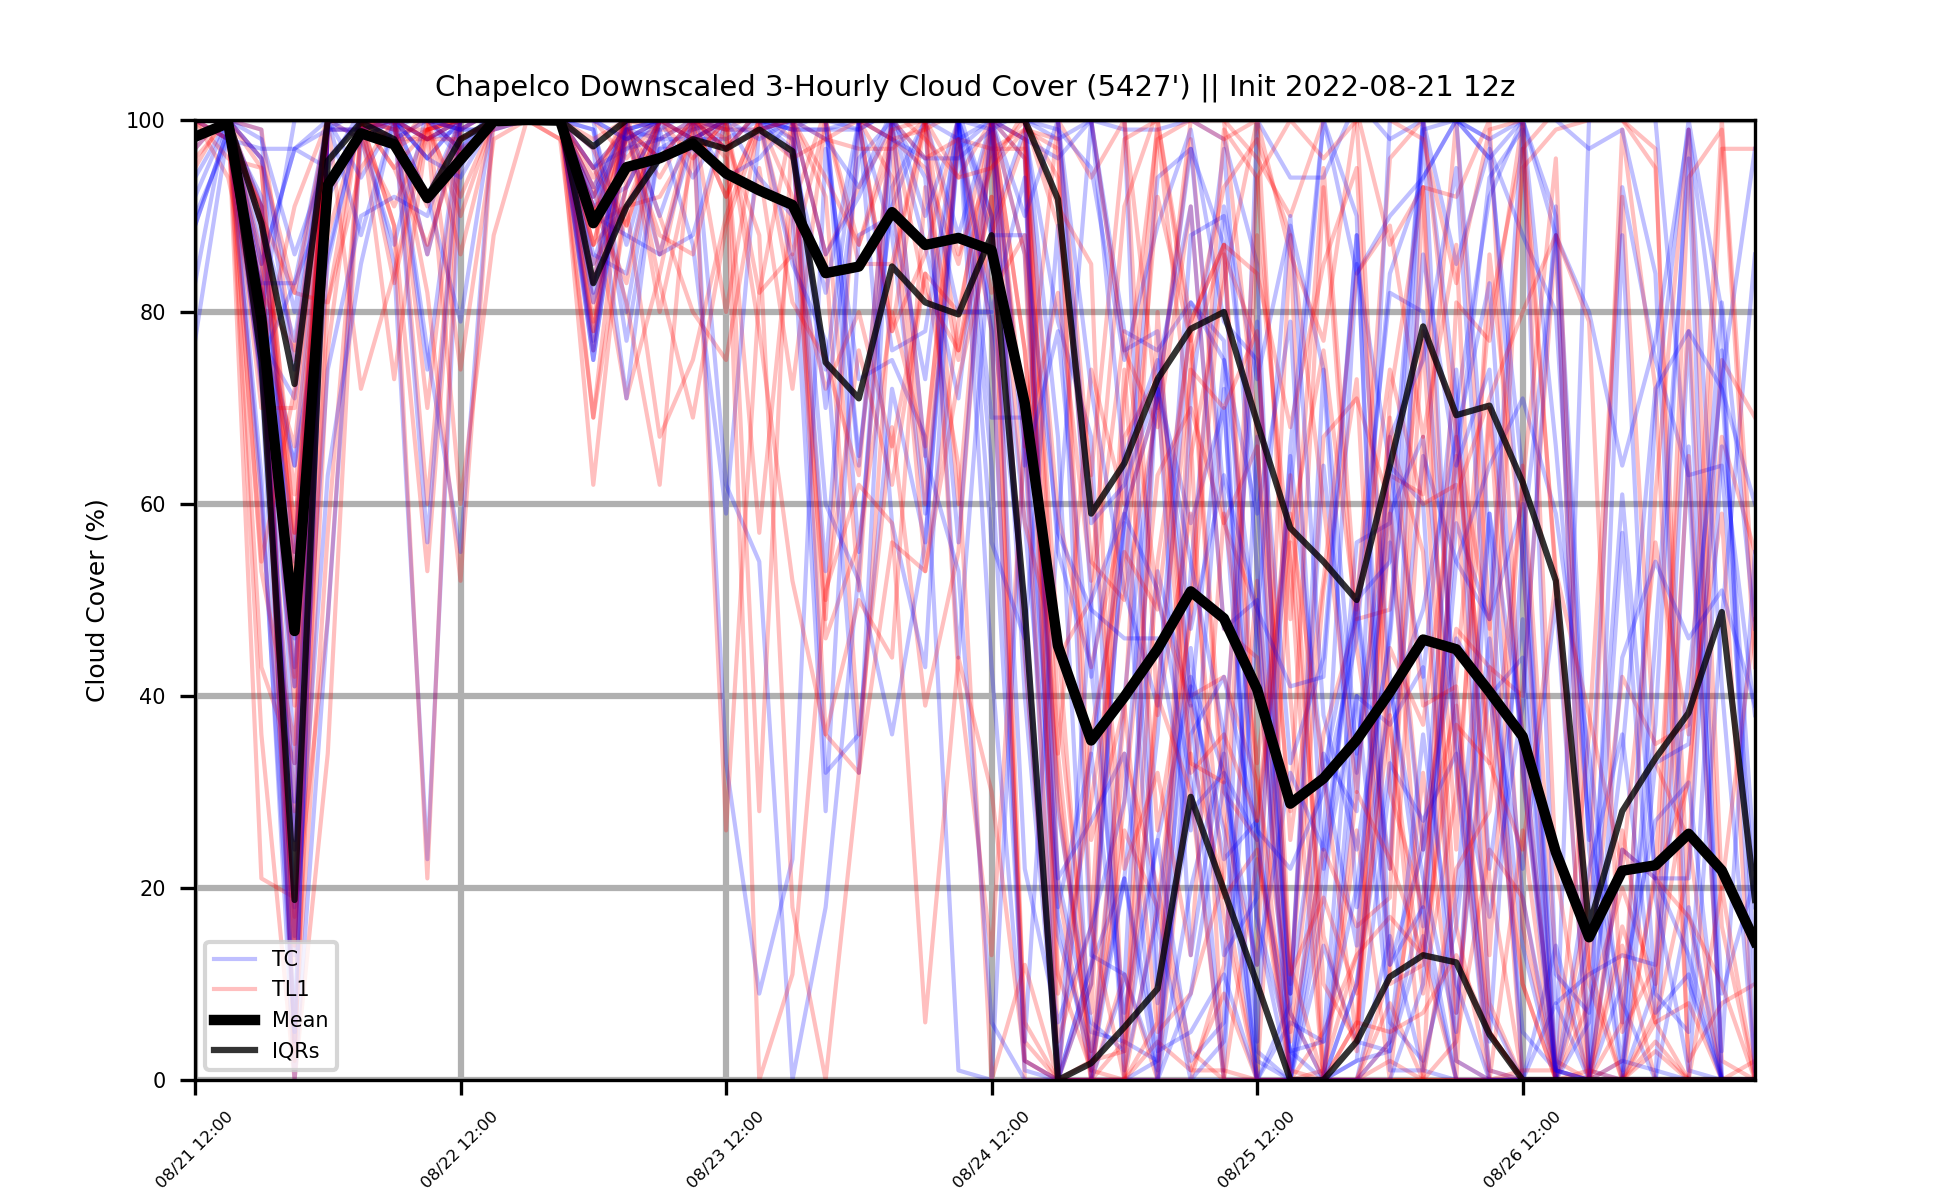 Chapelco Downscaled 3-Hourly Cloud Cover (5427') || Init 2022-08-21 12z
Cloud Cover (%)
100
80
60
40
20
0
TC
TL1
Mean
IQRs
08/21 12:00
08/22 12:00
08/23 12:00
08/24 12:00
08/25 12:00
08/26 12:00